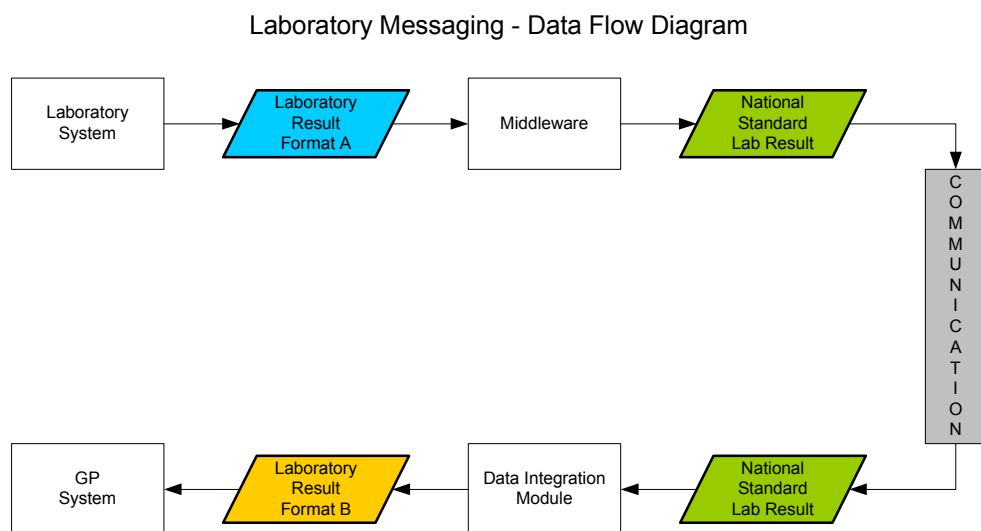 Laboratory Messaging - Data Flow Diagram
Laboratory
System
Laboratory
Result
Format A
Middleware
National
Standard
Lab Result
COMMUNICATION
GP
System
Laboratory
Result
Format B
Data Integration
Module
National
Standard
Lab Result